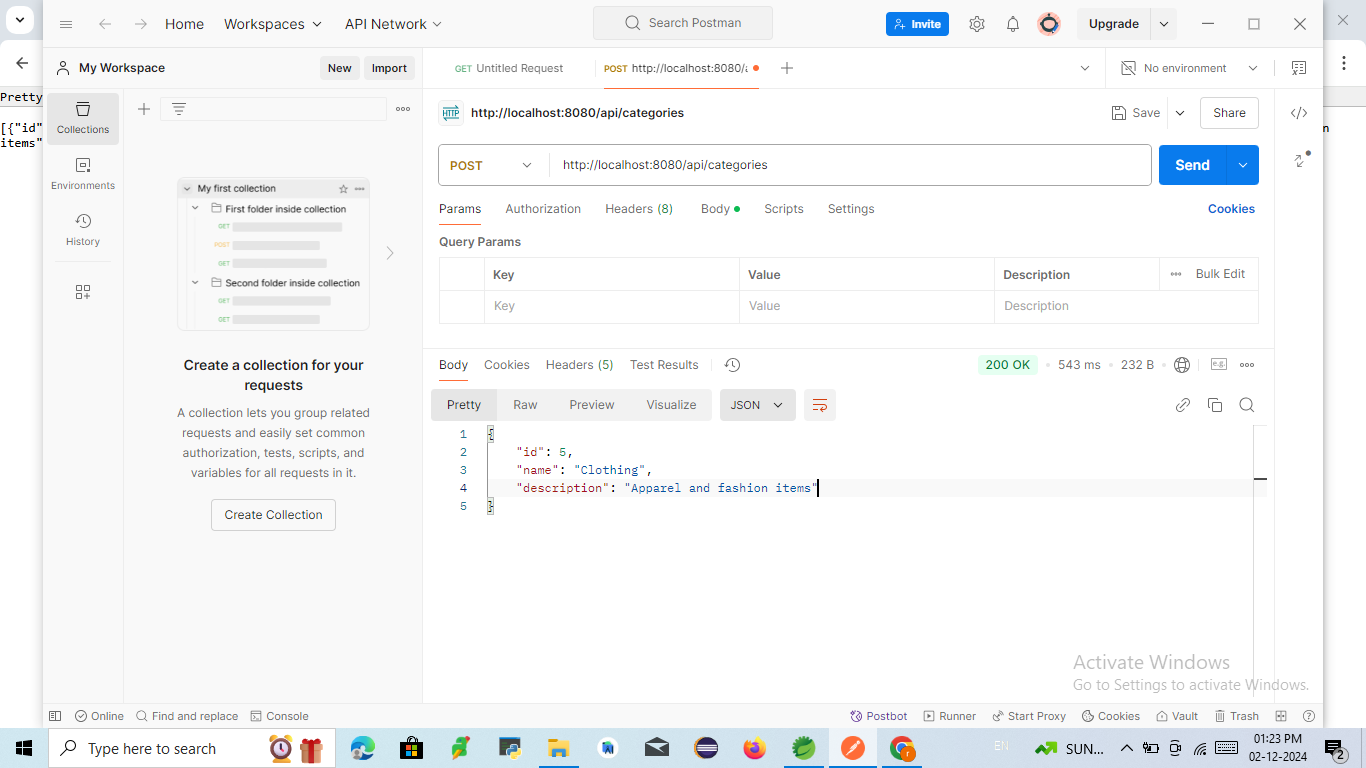 Home Workspaces API Network Search Postman Invite Upgrade
My Workspace New Import GET Untitled Request POST http://localhost:8080/a No environment
Pretty
[{"id"
items"
n
Collections
Environments
History
My first collection
First folder inside collection
GET
POST
GET
Second folder inside collection
GET
GET
Create a collection for your
requests
A collection lets you group related
requests and easily set common
authorization, tests, scripts, and
variables for all requests in it.
Create Collection
HTTP http://localhost:8080/api/categories Save Share
POST http://localhost:8080/api/categories Send
Params Authorization Headers (8) Body Scripts Settings Cookies
Query Params
Key Value Description Bulk Edit
Key Value Description
Body Cookies Headers (5) Test Results 200 OK 543 ms 232 B e.g.
Pretty Raw Preview Visualize JSON
1 {
2 "id": 5,
3 "name": "Clothing",
4 "description": "Apparel and fashion items"
5 }
Activate Windows
Go to Settings to activate Windows.
Online Find and replace Console Postbot Runner Start Proxy Cookies Vault Trash
Type here to search EN SUN... 01:23 PM
02-12-2024
2